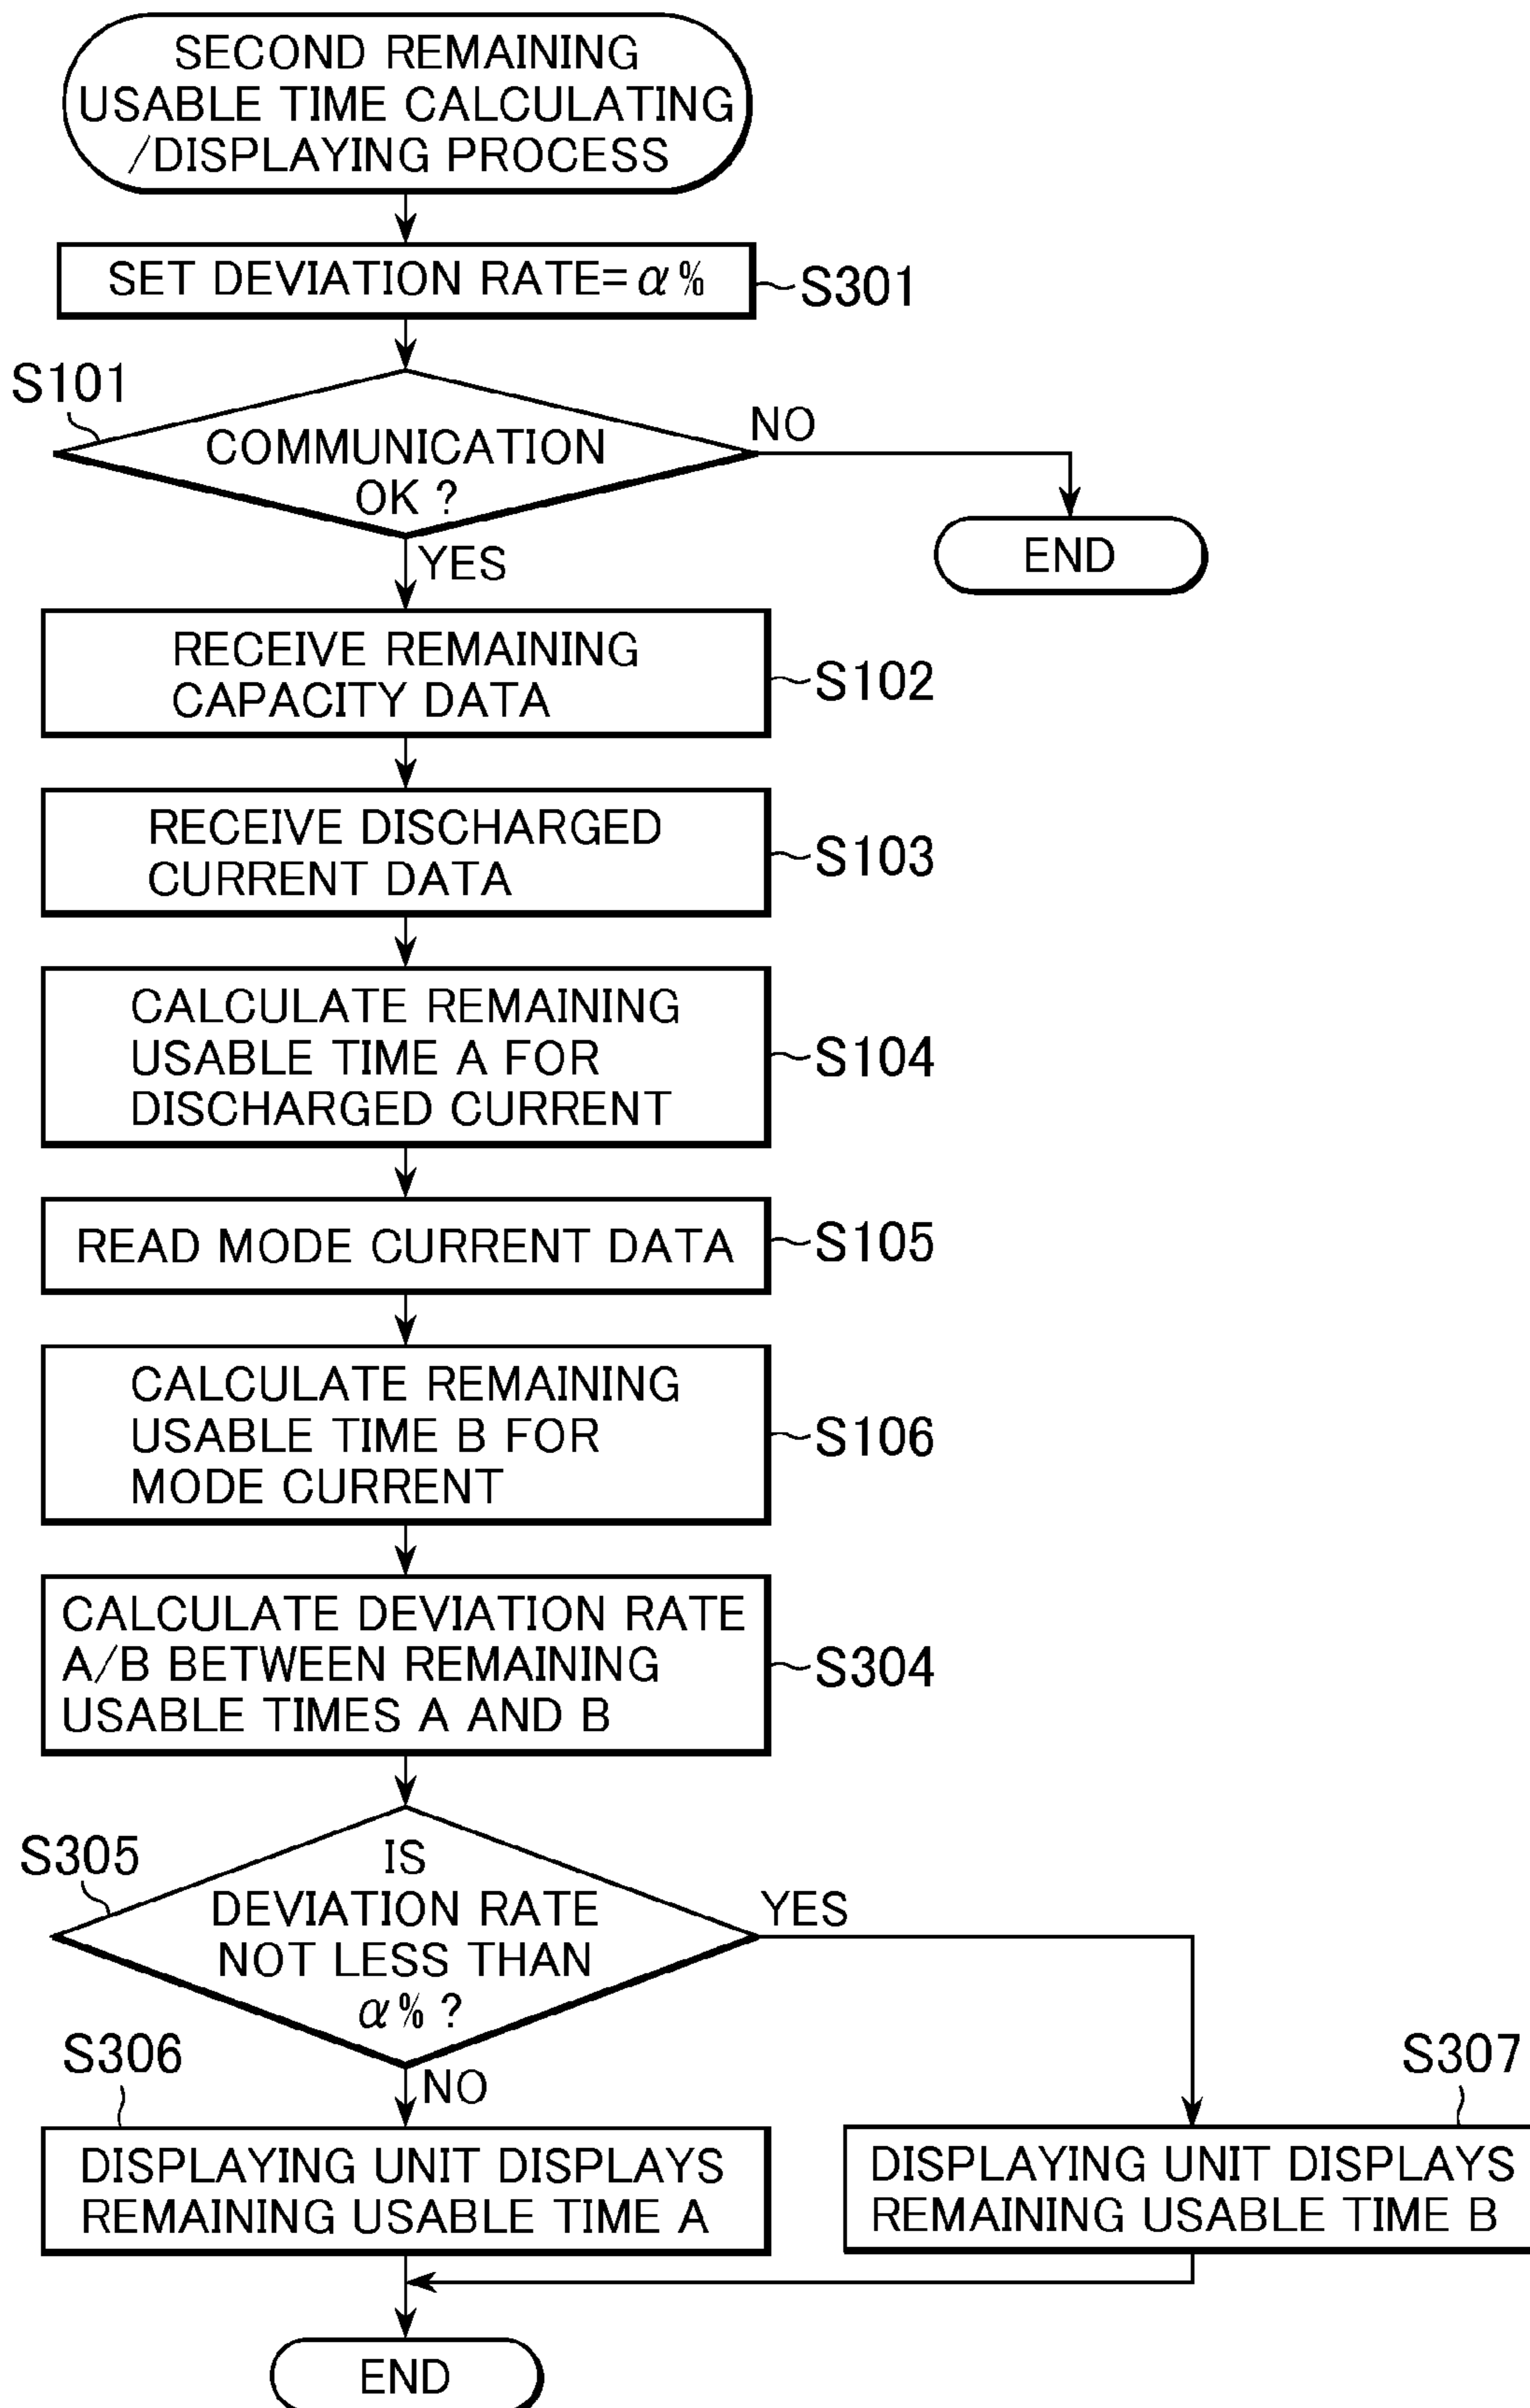 SECOND REMAINING
USABLE TIME CALCULATING
/DISPLAYING PROCESS
SET DEVIATION RATE=α%
S301
S101
COMMUNICATION
OK?
NO
END
YES
RECEIVE REMAINING
CAPACITY DATA
S102
RECEIVE DISCHARGED
CURRENT DATA
S103
CALCULATE REMAINING
USABLE TIME A FOR
DISCHARGED CURRENT
S104
READ MODE CURRENT DATA
S105
CALCULATE REMAINING
USABLE TIME B FOR
MODE CURRENT
S106
CALCULATE DEVIATION RATE
A/B BETWEEN REMAINING
USABLE TIMES A AND B
S304
S305
IS
DEVIATION RATE
NOT LESS THAN
α%?
YES
NO
S306
DISPLAYING UNIT DISPLAYS
REMAINING USABLE TIME A
S307
DISPLAYING UNIT DISPLAYS
REMAINING USABLE TIME B
END